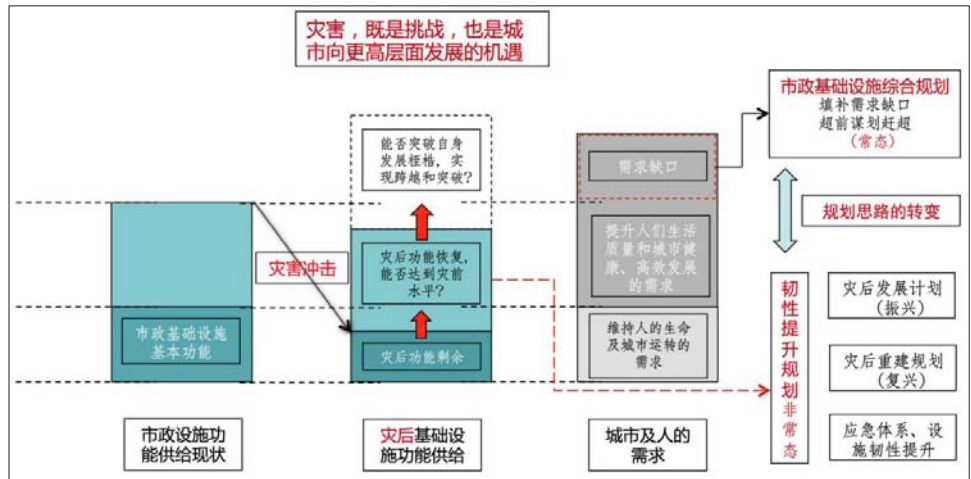 灾害，既是挑战，也是城
市向更高层面发展的机遇
市政基础设施综合规划
填补需求缺口
超前谋划赶超
（常态）
能否突破自身
发展桎梏，实
现跨越和突破？
需求缺口
规划思路的转变
灾害冲击
灾后功能恢复，
能否达到灾前
水平？
提升人们生活
质量和城市健
康、高效发展
的需求
市政基础设施
基本功能
灾后功能剩余
维持人的生命
及城市运转的
需求
韧性提升规划
非常态
灾后发展计划
（振兴）
灾后重建规划
（复兴）
应急体系、设
施韧性提升
市政设施功
能供给现状
灾后基础设
施功能供给
城市及人的
需求